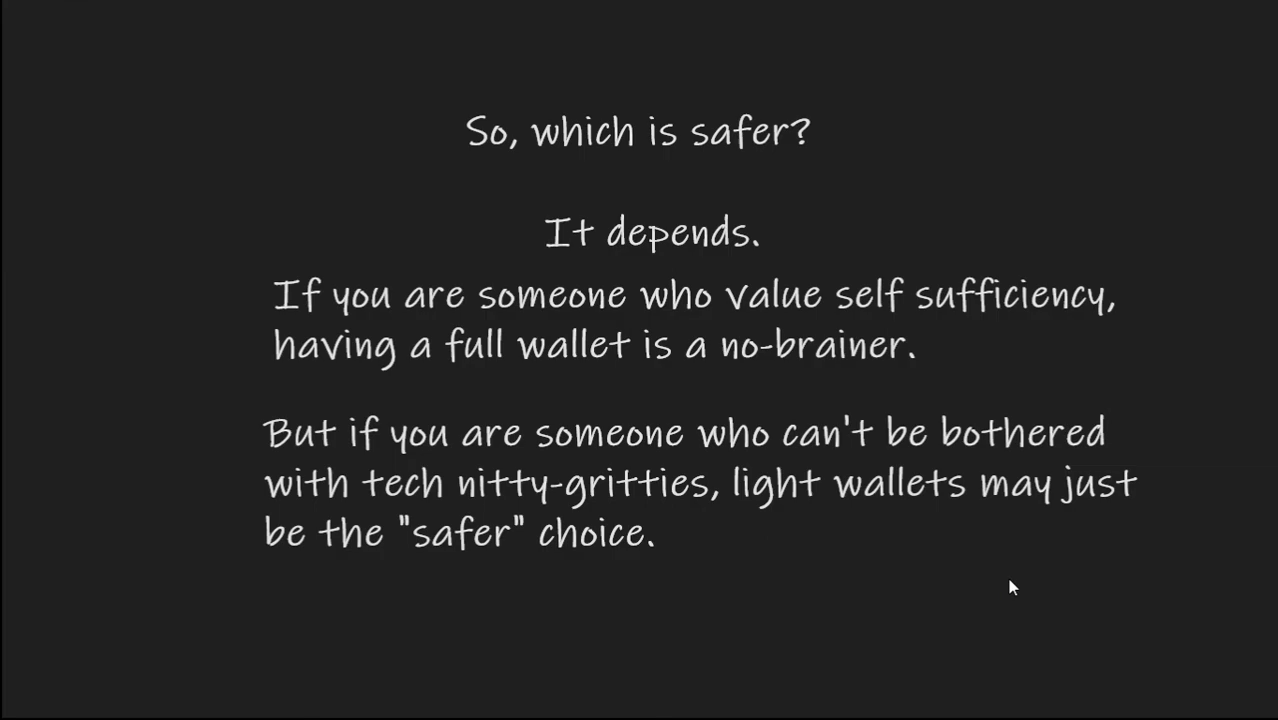 So, which is safer?
It depends.
If you are someone who value self sufficiency,
having a full wallet is a no-brainer.
But if you are someone who can't be bothered
with tech nitty-gritties, light wallets may just
be the "safer" choice.